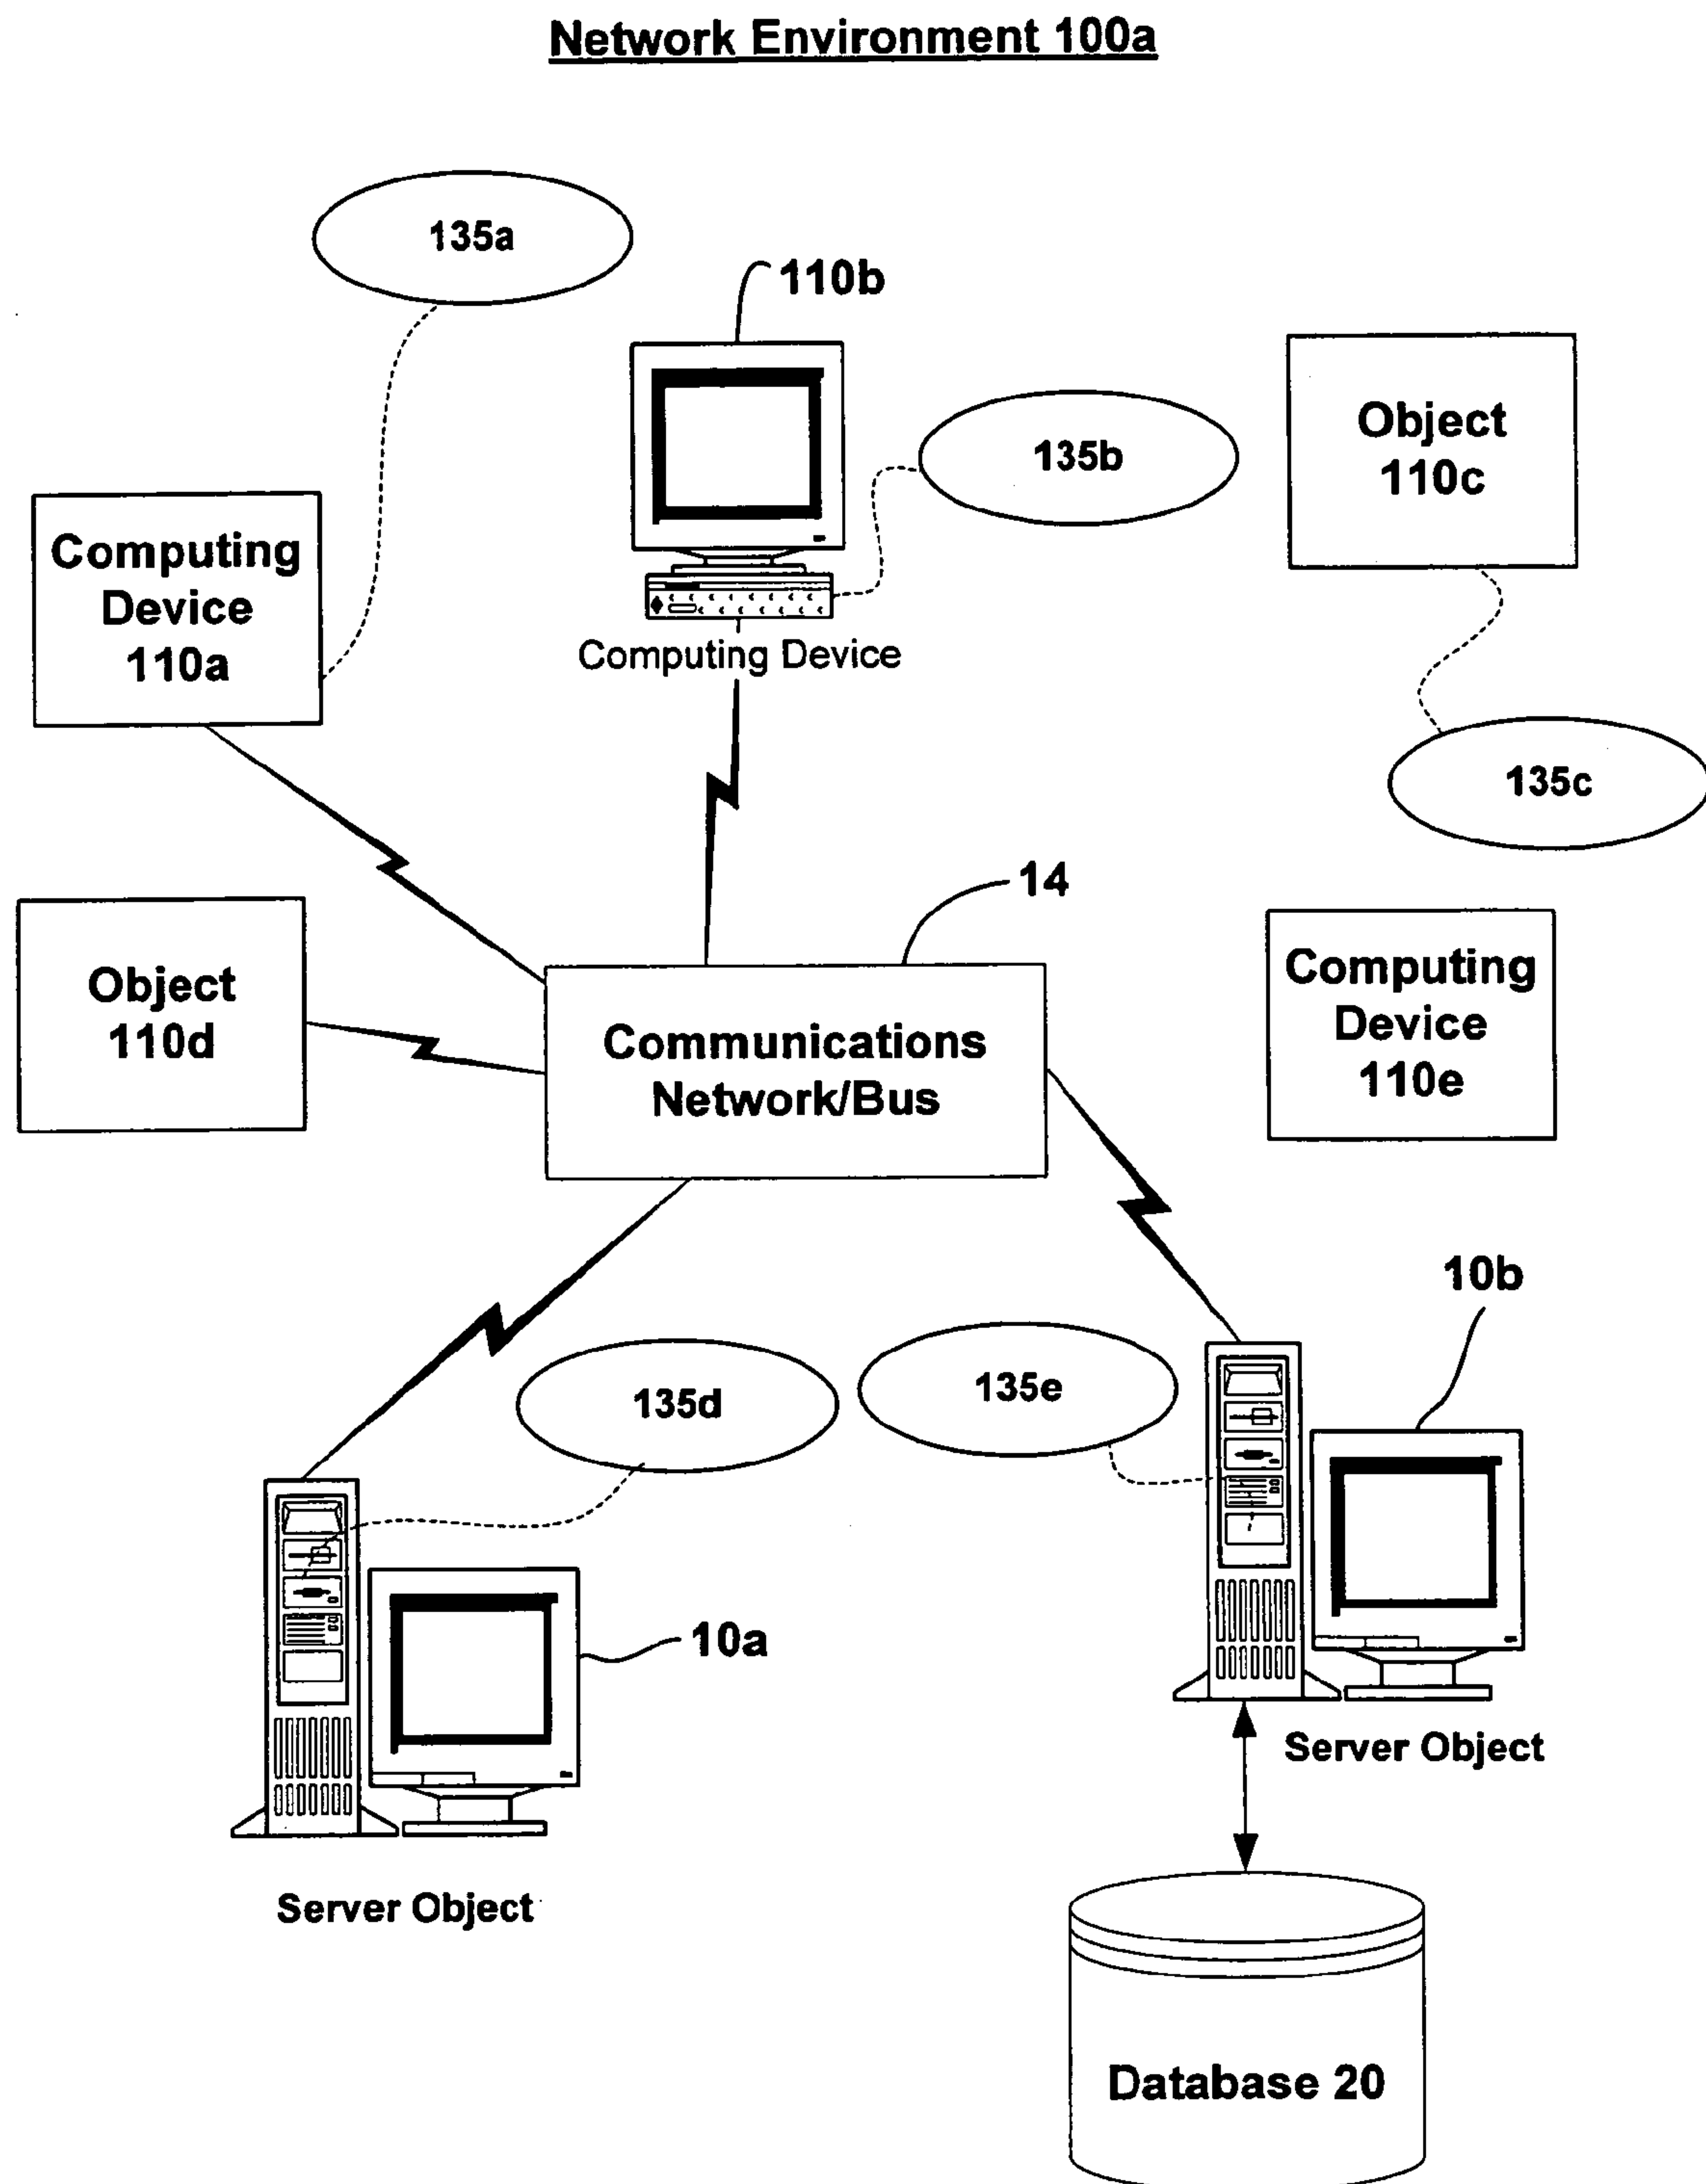 Network Environment 100a
135a
110b
135b
Object
110c
Computing
Device
110a
Computing Device
135c
14
Object
110d
Communications
Network/Bus
Computing
Device
110e
10b
135d
135e
10a
Server Object
Server Object
Database 20